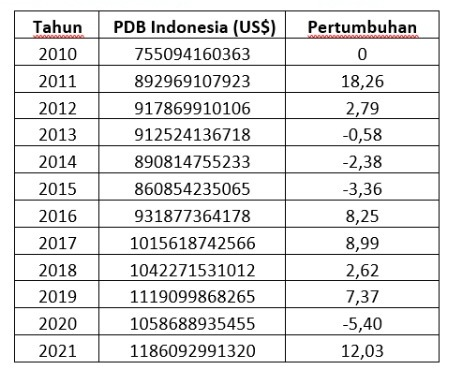 Tahun PDB Indonesia (US$) Pertumbuhan
2010 755094160363 0
2011 892969107923 18,26
2012 917869910106 2,79
2013 912524136718 -0,58
2014 890814755233 -2,38
2015 860854235065 -3,36
2016 931877364178 8,25
2017 1015618742566 8,99
2018 1042271531012 2,62
2019 1119099868265 7,37
2020 1058688935455 -5,40
2021 1186092991320 12,03